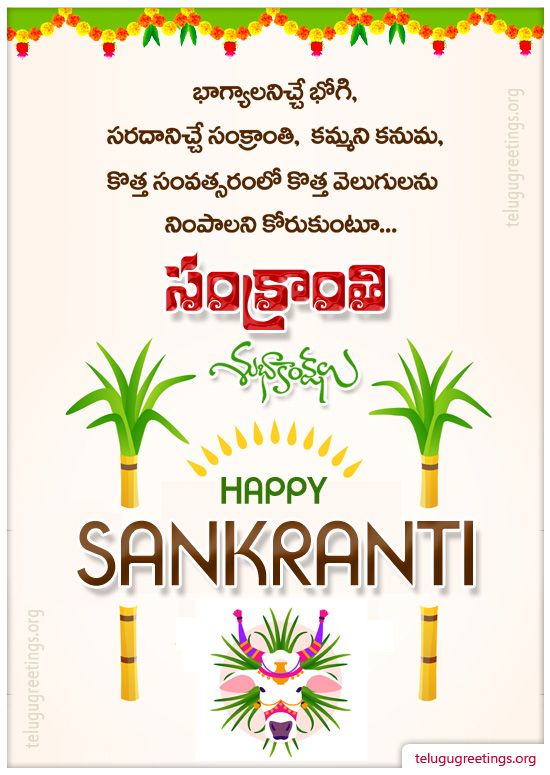 భాగ్యాలనిచ్చే భోగి,
సరదానిచ్చే సంక్రాంతి, కమ్మని కనుమ,
కొత్త సంవత్సరంలో కొత్త వెలుగులను
నింపాలని కోరుకుంటూ...
సంక్రాంతి
శుభాకాంక్షలు
HAPPY
SANKRANTI
telugugreetings.org
telugugreetings.org
telugugreetings.org